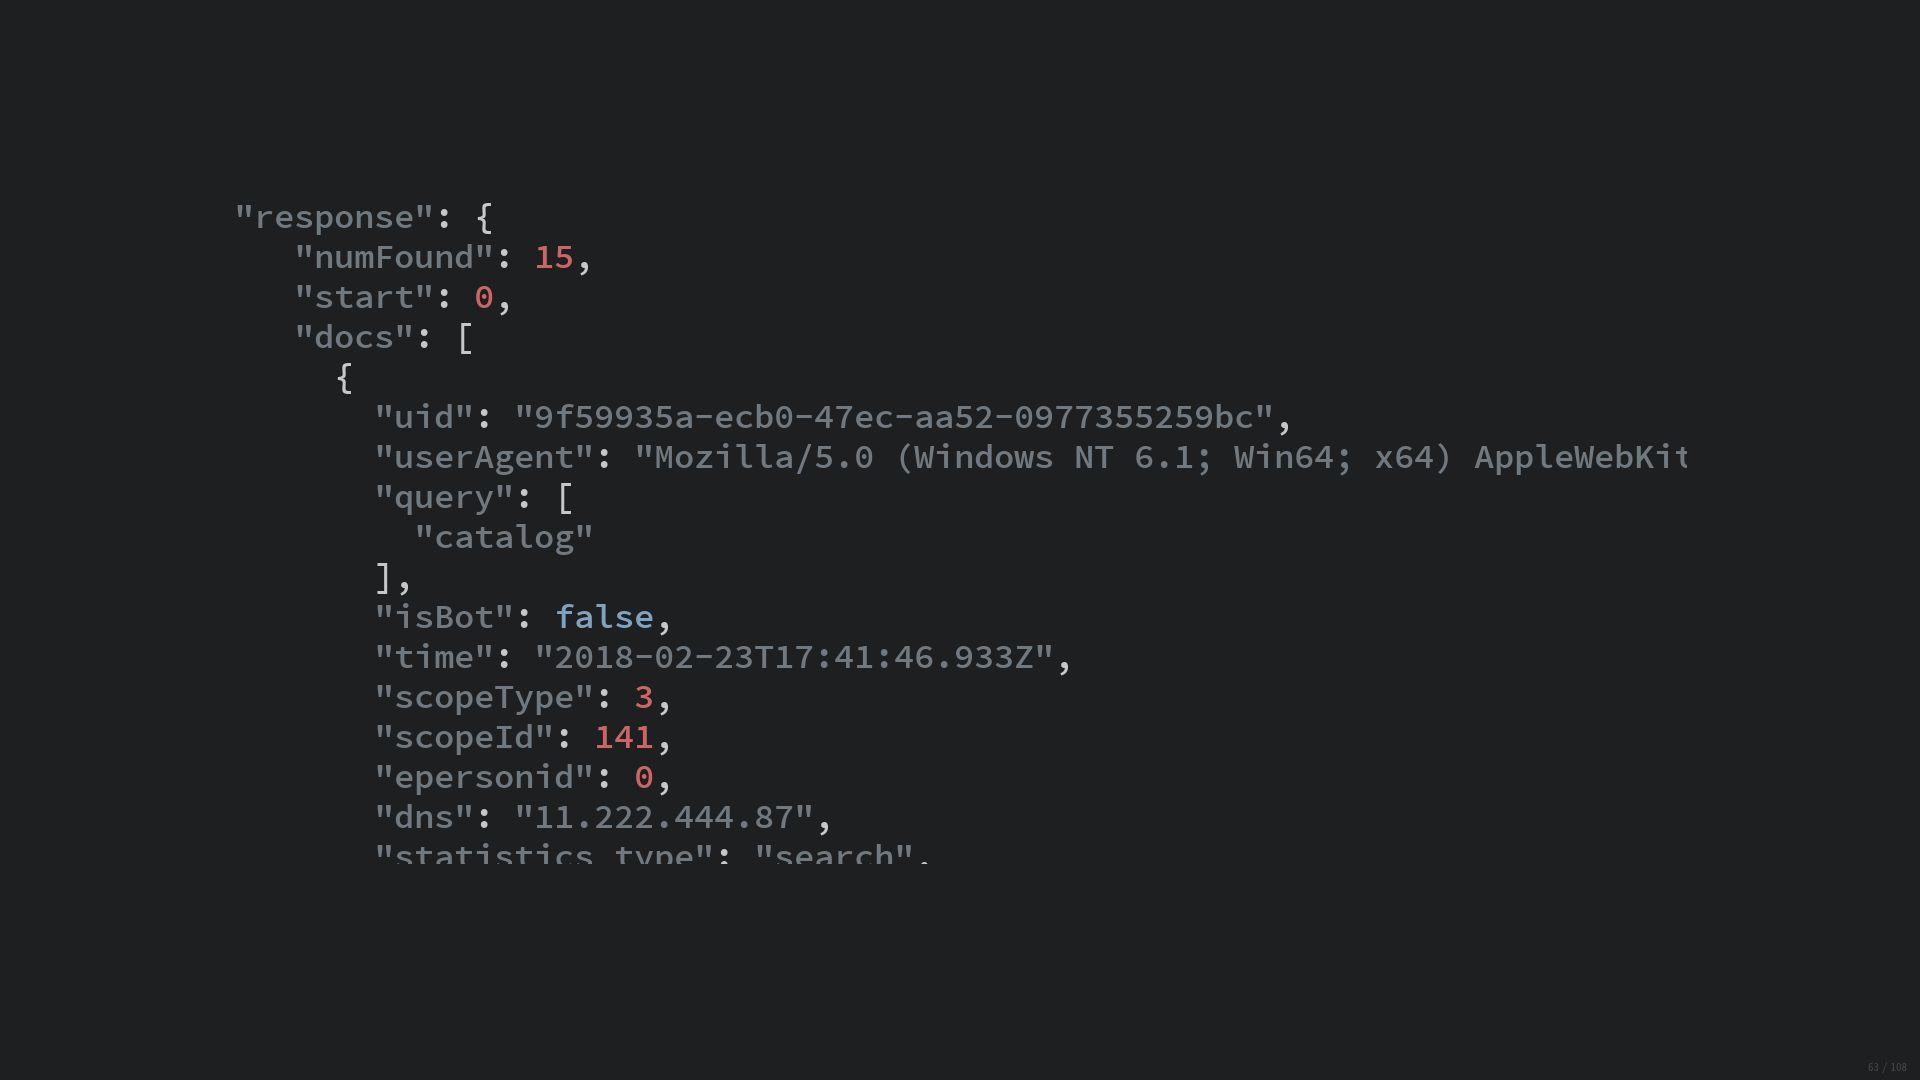 "response": {
"numFound": 15,
"start": 0,
"docs": [
{
"uid": "9f59935a-ecb0-47ec-aa52-0977355259bc",
"userAgent": "Mozilla/5.0 (Windows NT 6.1; Win64; x64) AppleWebKit
"query": [
"catalog"
],
"isBot": false,
"time": "2018-02-23T17:41:46.933Z",
"scopeType": 3,
"scopeId": 141,
"epersonid": 0,
"dns": "11.222.444.87",
"statistics_type": "search",
63 / 108